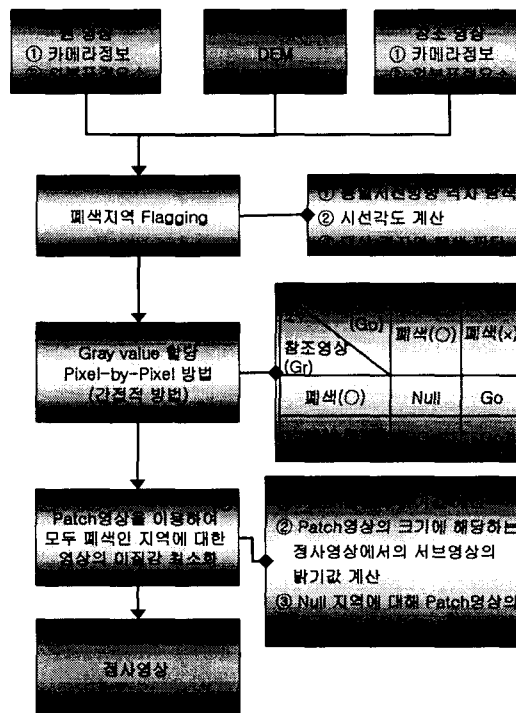 ① 카메라정보
DEM
① 카메라정보
폐색지역 Flagging
② 시선각도 계산
Gray value 할당
Pixel-by-Pixel 방법
(간접적 방법)
(Go)
참조영상
(Gr)
폐색(○)
폐색(×)
폐색(○)
Null
Go
Patch영상을 이용하여
모두 폐색인 지역에 대한
영상의 이질감 최소화
② Patch영상의 크기에 해당하는
정사영상에서의 서브영상의
밝기값 계산
③ Null 지역에 대해 Patch영상의
정사영상